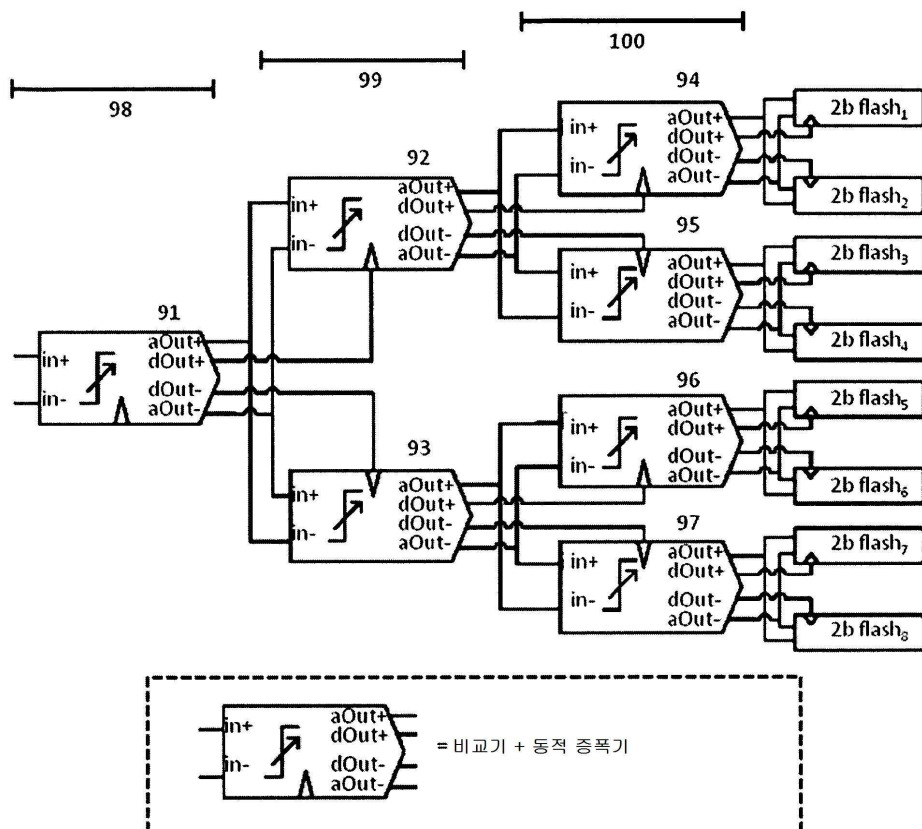 98
99
100
91
in+
in-
aOut+
dOut+
dOut-
aOut-
92
in+
in-
aOut+
dOut+
dOut-
aOut-
93
in+
in-
aOut+
dOut+
dOut-
aOut-
94
in+
in-
aOut+
dOut+
dOut-
aOut-
95
in+
in-
aOut+
dOut+
dOut-
aOut-
96
in+
in-
aOut+
dOut+
dOut-
aOut-
97
in+
in-
aOut+
dOut+
dOut-
aOut-
2b flash1
2b flash2
2b flash3
2b flash4
2b flash5
2b flash6
2b flash7
2b flash8
in+
in-
aOut+
dOut+
dOut-
aOut-
= 비교기 + 동적 증폭기